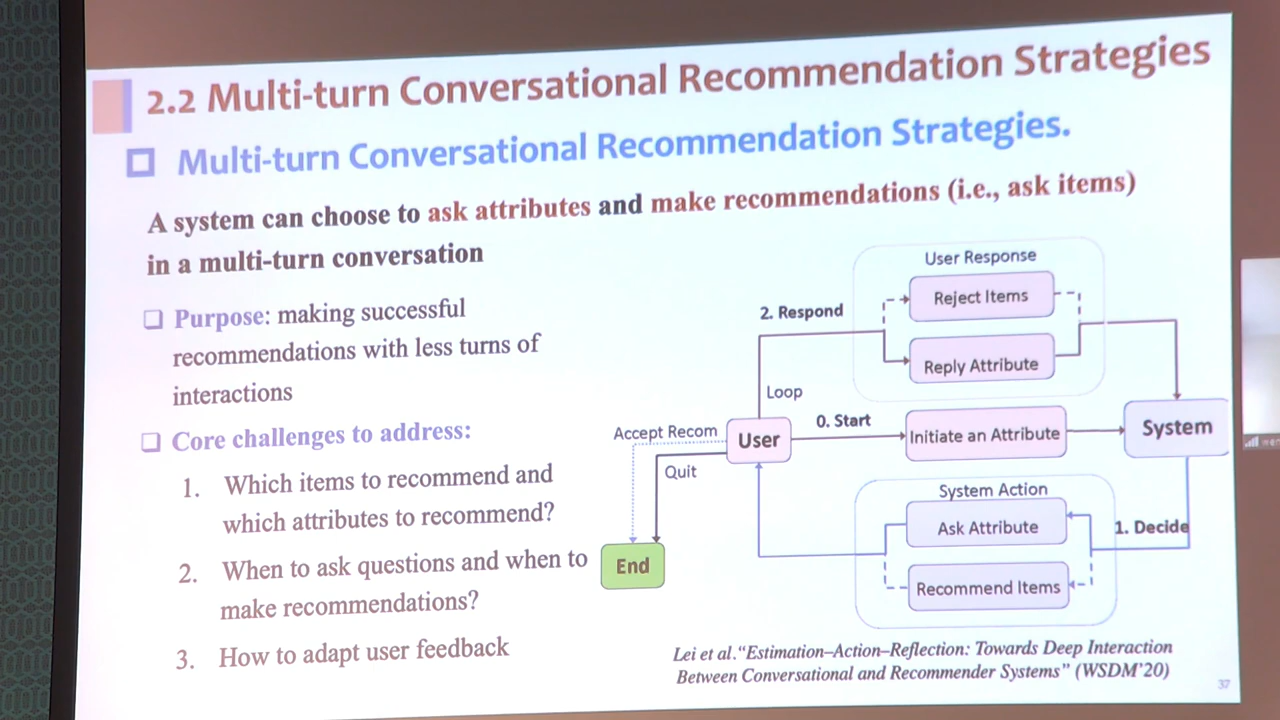 2.2 Multi-turn Conversational Recommendation Strategies
Multi-turn Conversational Recommendation Strategies.
A system can choose to ask attributes and make recommendations (i.e., ask items)
in a multi-turn conversation
Purpose: making successful
recommendations with less turns of
interactions
Core challenges to address:
1. Which items to recommend and
which attributes to recommend?
2. When to ask questions and when to
make recommendations?
3. How to adapt user feedback
User Response
2. Respond
Reject Items
Reply Attribute
Loop
Accept Recom
User
0. Start
Initiate an Attribute
System
Quit
System Action
Ask Attribute
1. Decide
End
Recommend Items
Lei et al.“Estimation–Action–Reflection: Towards Deep Interaction
Between Conversational and Recommender Systems” (WSDM’20)
37